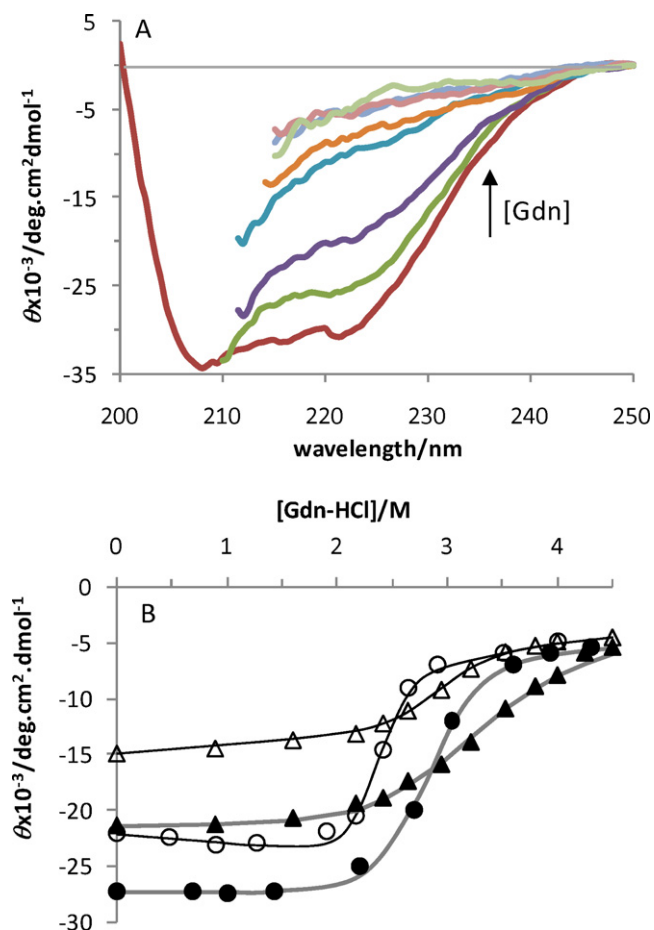 A
5
-5
-15
-25
-35
θx10⁻³/deg.cm²dmol⁻¹
[Gdn]
200 210 220 230 240 250
wavelength/nm
[Gdn-HCl]/M
0 1 2 3 4
B
0
-5
-10
-15
-20
-25
-30
θx10⁻³/deg.cm².dmol⁻¹